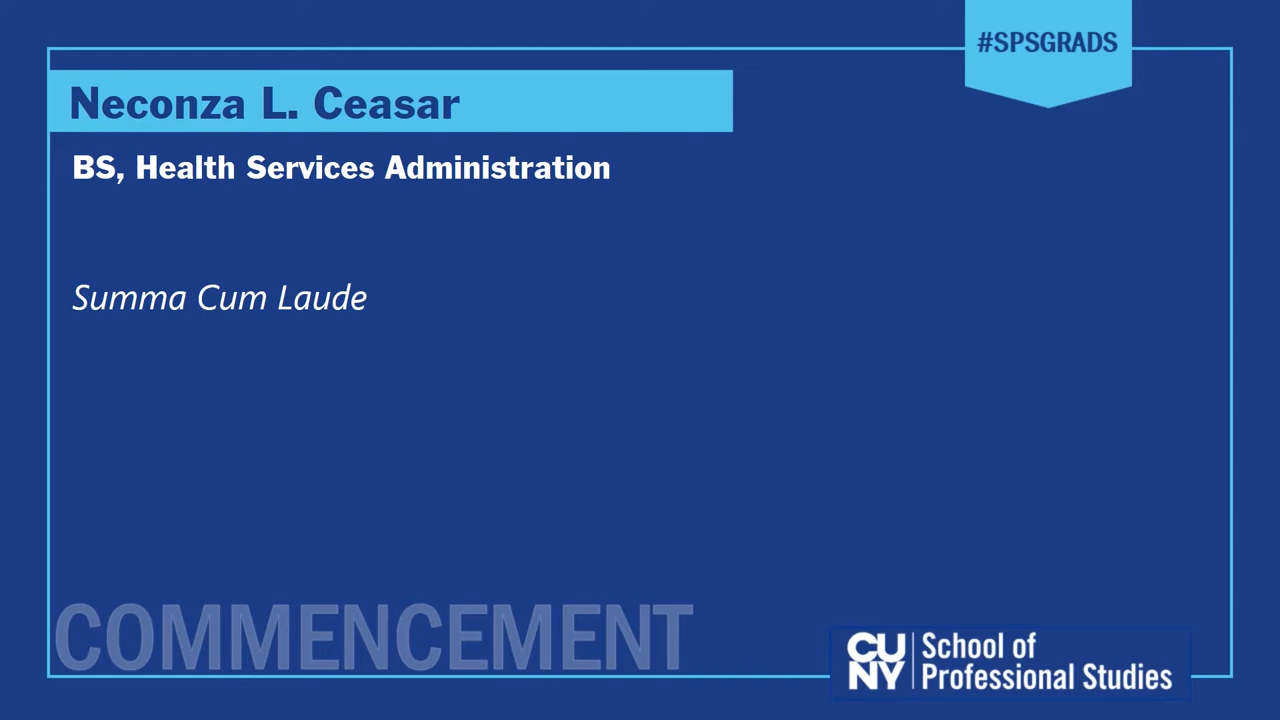 #SPSGRADS
Neconza L. Ceasar
BS, Health Services Administration
Summa Cum Laude
COMMENCEMENT
CU
NY
School of
Professional Studies